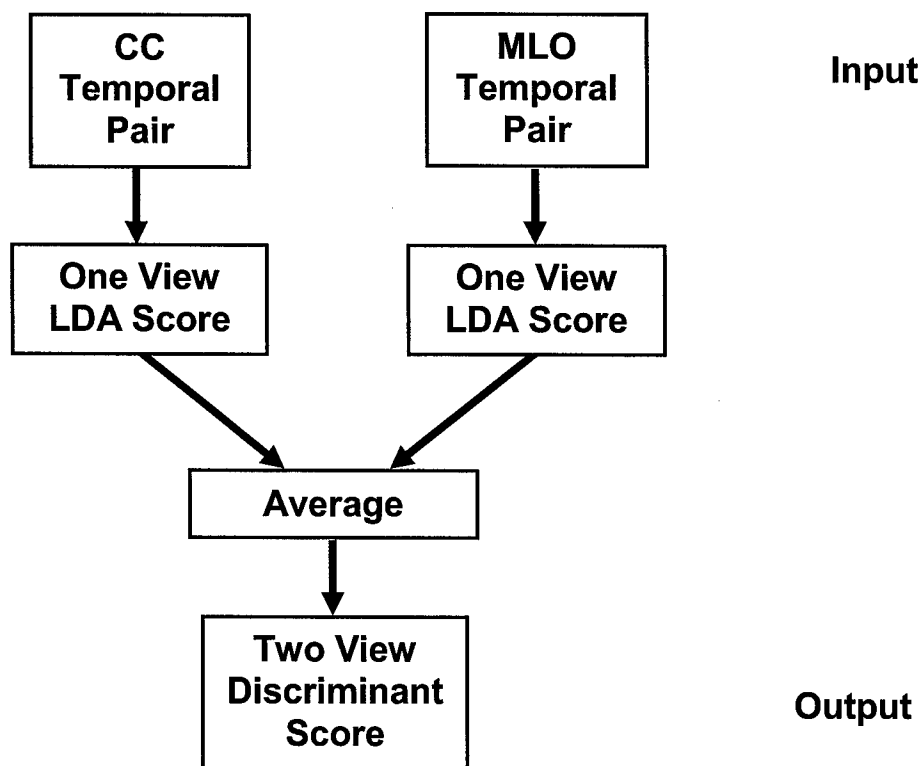 CC
Temporal
Pair
MLO
Temporal
Pair
Input
One View
LDA Score
One View
LDA Score
Average
Two View
Discriminant
Score
Output